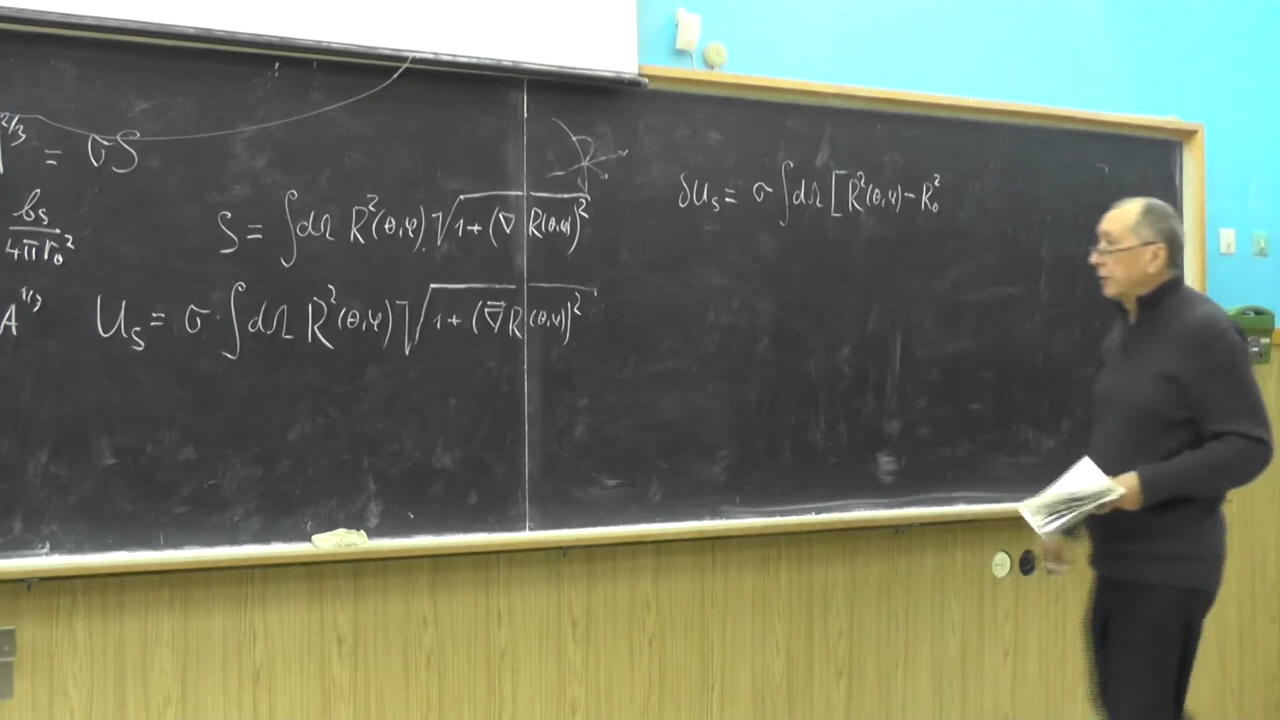 2/3 = σS
b_s / 4πr₀²
S = ∫dΩ R²(θ,φ) √(1+(∇R(θ,φ))²)
A^{1/3}
U_s = σ·∫dΩ R²(θ,φ) √(1+(∇⃗R(θ,φ))²)
δU_s = σ∫dΩ [R²(θ,φ) − R₀²